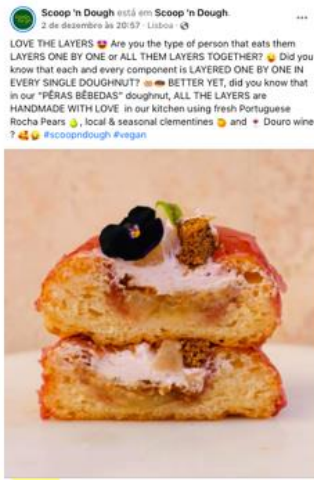 Scoop 'n Dough está em Scoop 'n Dough.
2 de dezembro às 20:57 · Lisboa ·
LOVE THE LAYERS 😍 Are you the type of person that eats them
LAYERS ONE BY ONE or ALL THEM LAYERS TOGETHER? 😜 Did you
know that each and every component is LAYERED ONE BY ONE IN
EVERY SINGLE DOUGHNUT? BETTER YET, did you know that
in our "PÊRAS BÊBEDAS" doughnut, ALL THE LAYERS are
HANDMADE WITH LOVE in our kitchen using fresh Portuguese
Rocha Pears 🍐, local & seasonal clementines 🍊 and 🍷 Douro wine
? #scoopndough #vegan